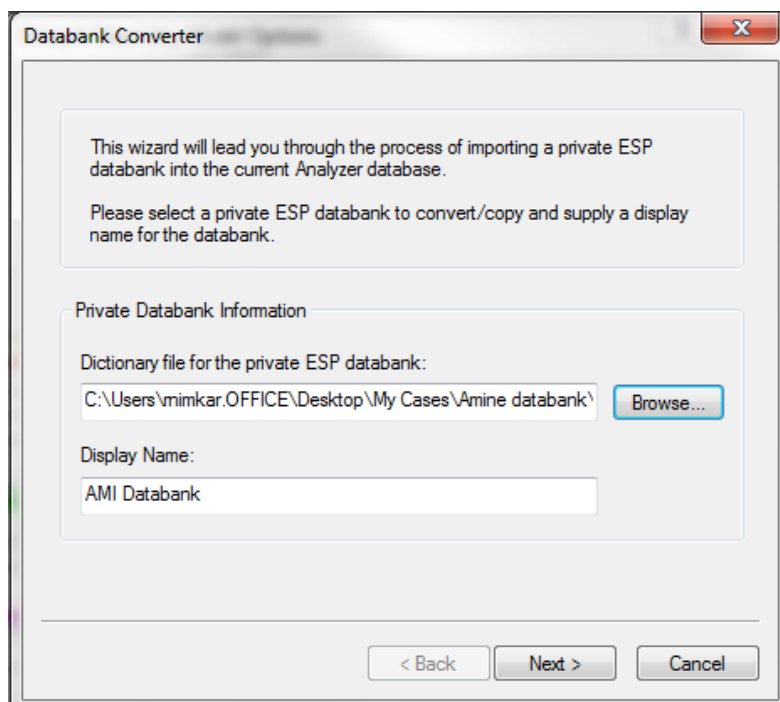 Databank Converter
This wizard will lead you through the process of importing a private ESP
databank into the current Analyzer database.
Please select a private ESP databank to convert/copy and supply a display
name for the databank.
Private Databank Information
Dictionary file for the private ESP databank:
C:\Users\mimkar.OFFICE\Desktop\My Cases\Amine databank\
Browse...
Display Name:
AMI Databank
< Back
Next >
Cancel